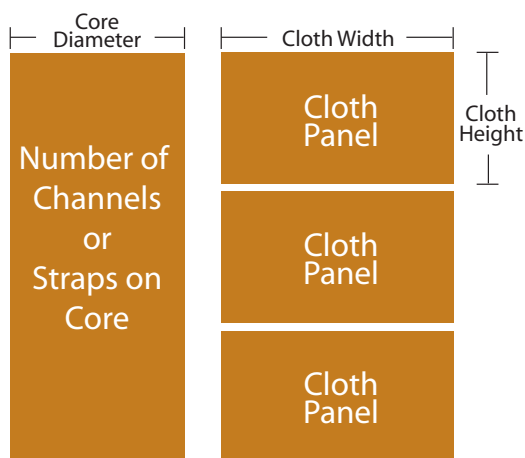 Core
Diameter
Cloth Width
Cloth
Panel
Cloth
Height
Number of
Channels
or
Straps on
Core
Cloth
Panel
Cloth
Panel